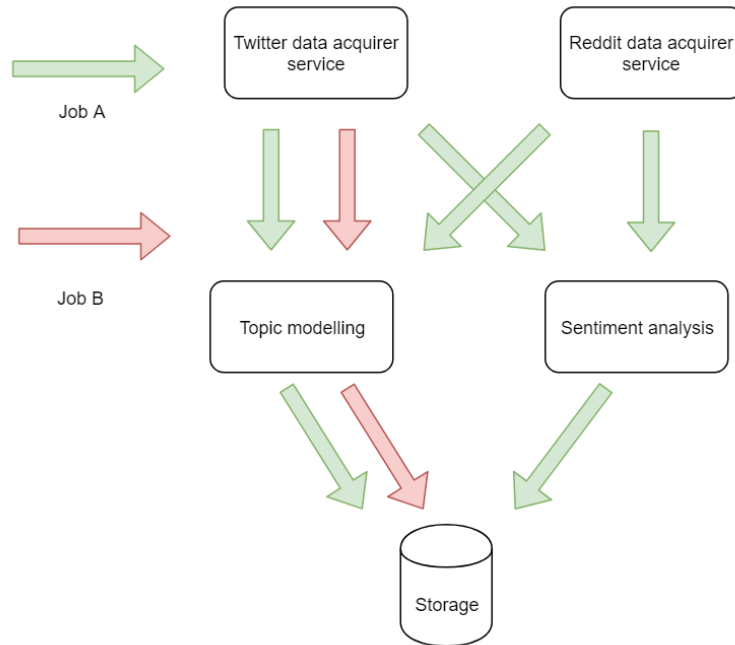 Twitter data acquirer
service
Reddit data acquirer
service
Job A
Job B
Topic modelling
Sentiment analysis
Storage